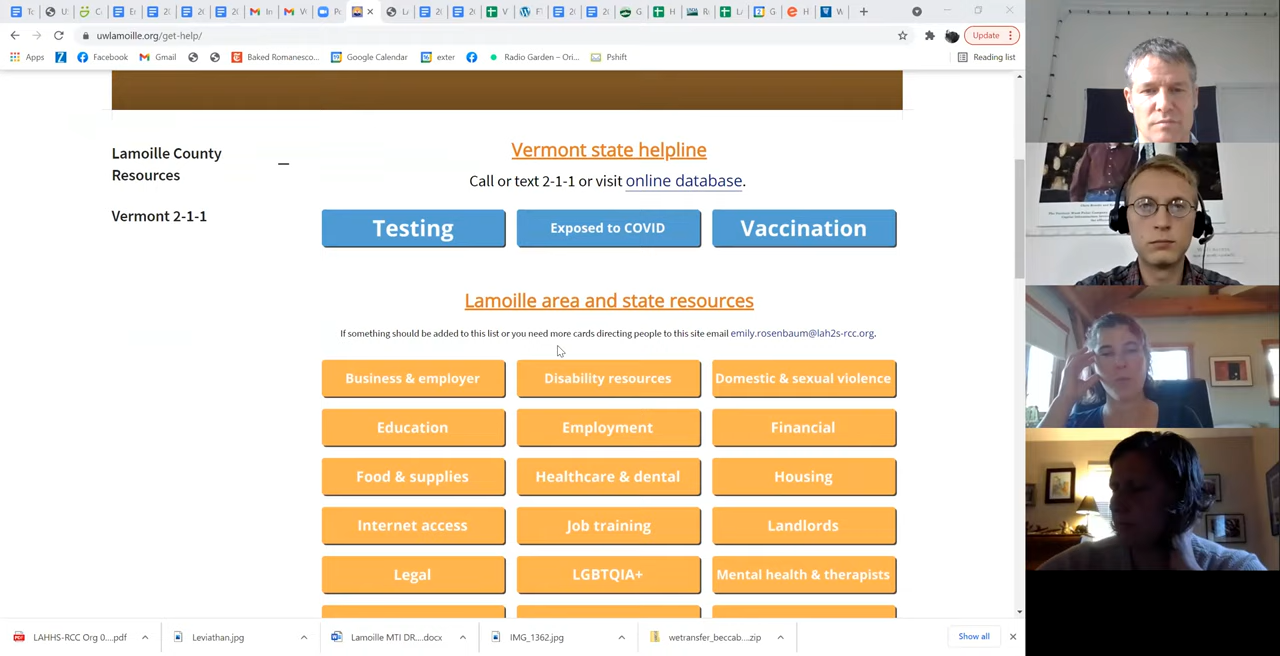 uwlamoille.org/get-help/
Update
Apps
Facebook
Gmail
Baked Romanesco...
Google Calendar
exter
Radio Garden – Ori...
Pshift
Reading list
Lamoille County
Resources
Vermont 2-1-1
Vermont state helpline
Call or text 2-1-1 or visit online database.
Testing
Exposed to COVID
Vaccination
Lamoille area and state resources
If something should be added to this list or you need more cards directing people to this site email emily.rosenbaum@lah2s-rcc.org.
Business & employer
Disability resources
Domestic & sexual violence
Education
Employment
Financial
Food & supplies
Healthcare & dental
Housing
Internet access
Job training
Landlords
Legal
LGBTQIA+
Mental health & therapists
LAHHS-RCC Org 0....pdf
Leviathan.jpg
Lamoille MTI DR....docx
IMG_1362.jpg
wetransfer_beccab....zip
Show all